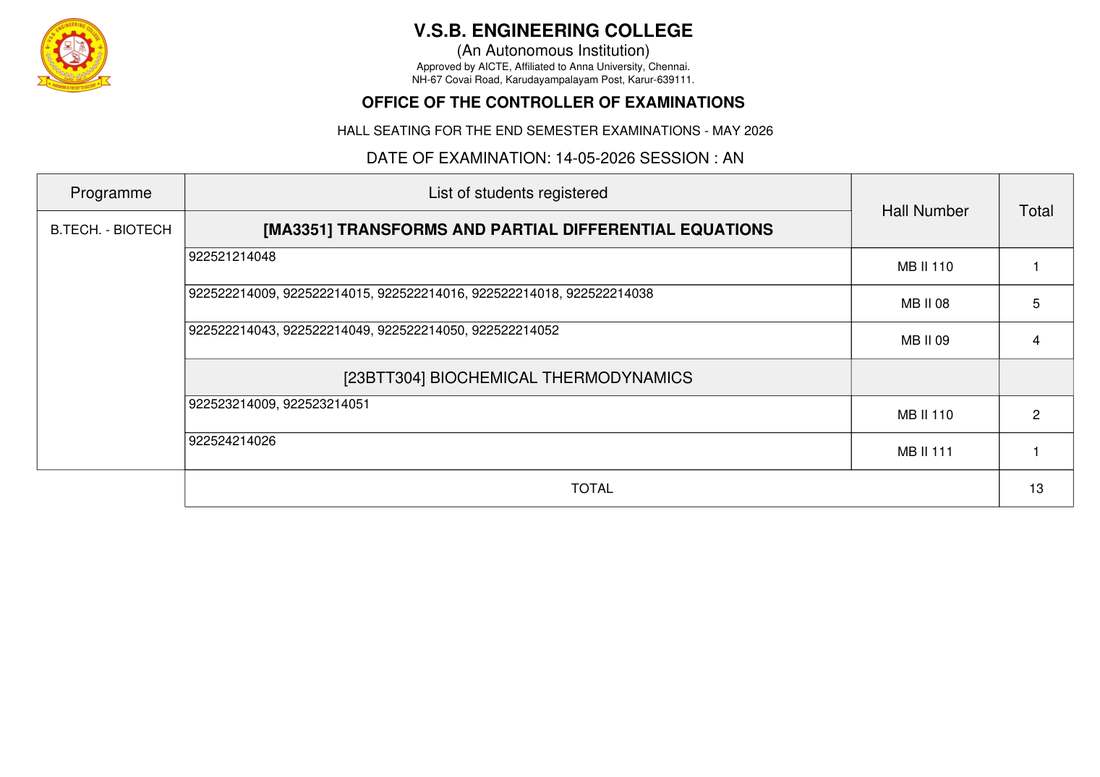 V.S.B. ENGINEERING COLLEGE
(An Autonomous Institution)
Approved by AICTE, Affiliated to Anna University, Chennai.
NH-67 Covai Road, Karudayampalayam Post, Karur-639111.
OFFICE OF THE CONTROLLER OF EXAMINATIONS
HALL SEATING FOR THE END SEMESTER EXAMINATIONS - MAY 2026
DATE OF EXAMINATION: 14-05-2026 SESSION : AN
Programme List of students registered Hall Number Total
B.TECH. - BIOTECH [MA3351] TRANSFORMS AND PARTIAL DIFFERENTIAL EQUATIONS
922521214048 MB II 110 1
922522214009, 922522214015, 922522214016, 922522214018, 922522214038 MB II 08 5
922522214043, 922522214049, 922522214050, 922522214052 MB II 09 4
[23BTT304] BIOCHEMICAL THERMODYNAMICS
922523214009, 922523214051 MB II 110 2
922524214026 MB II 111 1
TOTAL 13